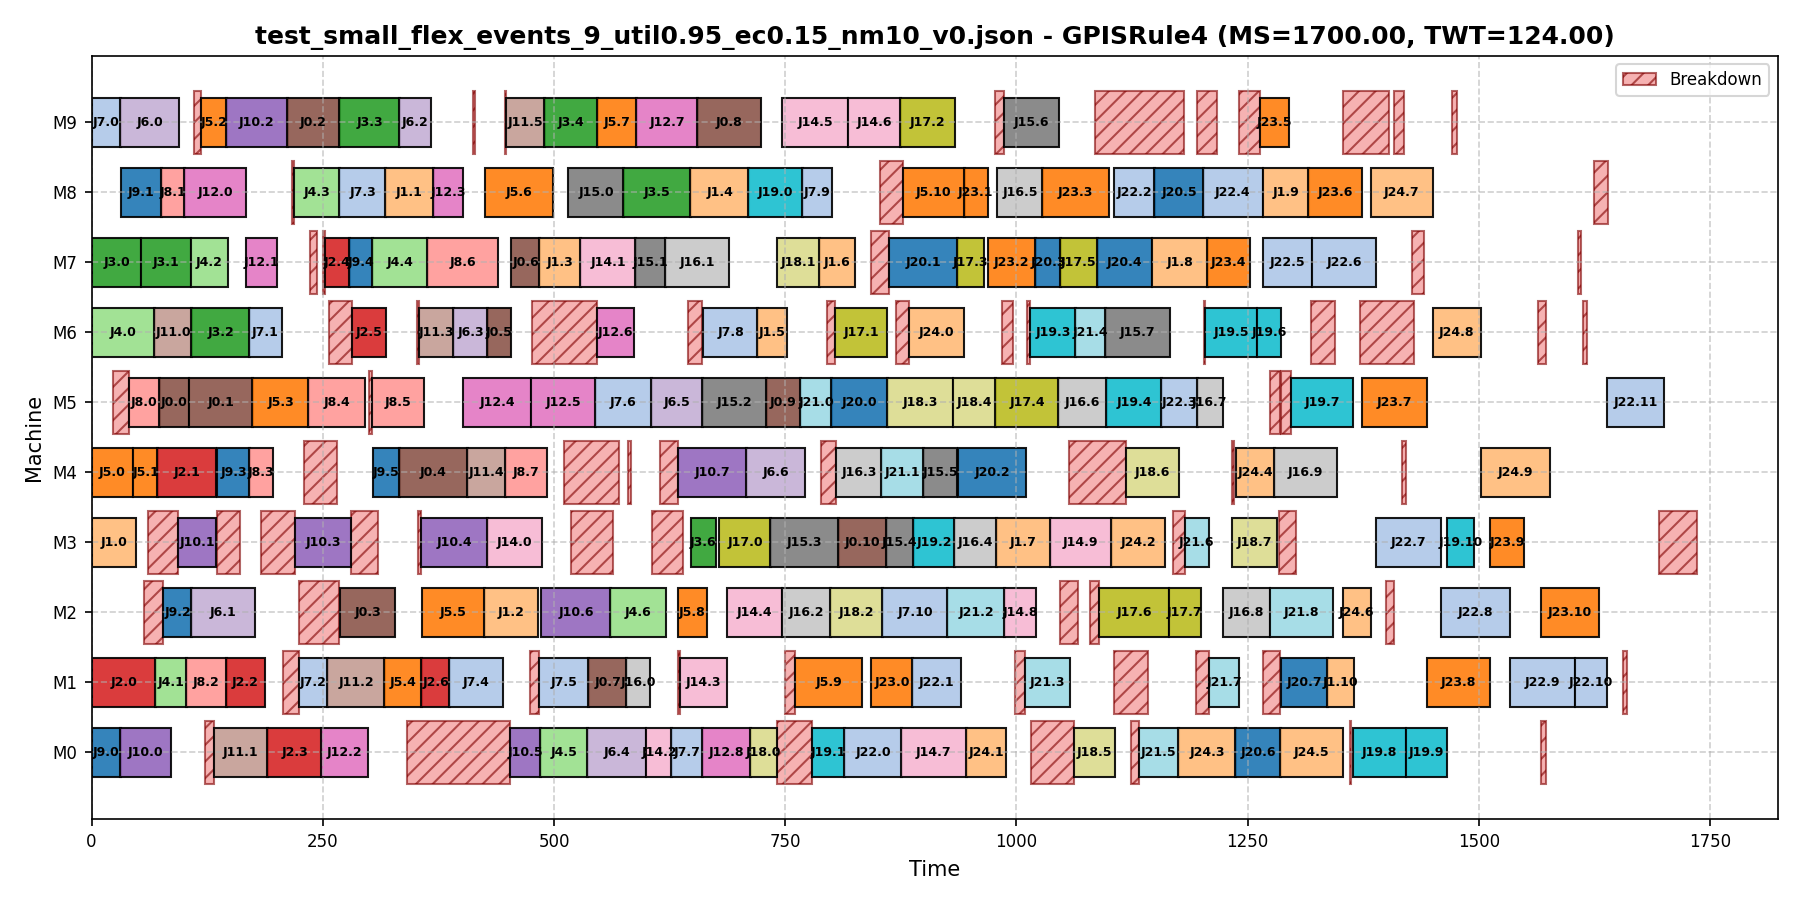 test_small_flex_events_9_util0.95_ec0.15_nm10_v0.json - GPISRule4 (MS=1700.00, TWT=124.00)
Breakdown
M9 J7.0 J6.0 J5.2 J10.2 J0.2 J3.3 J6.2 J11.5 J3.4 J5.7 J12.7 J0.8 J14.5 J14.6 J17.2 J15.6 J23.5
M8 J9.1 J8.1 J12.0 J4.3 J7.3 J1.1 J12.3 J5.6 J15.0 J3.5 J1.4 J19.0 J7.9 J5.10 J23.1 J16.5 J23.3 J22.2 J20.5 J22.4 J1.9 J23.6 J24.7
M7 J3.0 J3.1 J4.2 J12.1 J2.4 J9.4 J4.4 J8.6 J0.6 J1.3 J14.1 J15.1 J16.1 J18.1 J1.6 J20.1 J17.3 J23.2 J20.3 J17.5 J20.4 J1.8 J23.4 J22.5 J22.6
M6 J4.0 J11.0 J3.2 J7.1 J2.5 J11.3 J6.3 J0.5 J12.6 J7.8 J1.5 J17.1 J24.0 J19.3 J21.4 J15.7 J19.5 J19.6 J24.8
M5 J8.0 J0.0 J0.1 J5.3 J8.4 J8.5 J12.4 J12.5 J7.6 J6.5 J15.2 J0.9 J21.0 J20.0 J18.3 J18.4 J17.4 J16.6 J19.4 J22.3 J16.7 J19.7 J23.7 J22.11
M4 J5.0 J5.1 J2.1 J9.3 J8.3 J9.5 J0.4 J11.4 J8.7 J10.7 J6.6 J16.3 J21.1 J15.5 J20.2 J18.6 J24.4 J16.9 J24.9
M3 J1.0 J10.1 J10.3 J10.4 J14.0 J3.6 J17.0 J15.3 J0.10 J15.4 J19.2 J16.4 J1.7 J14.9 J24.2 J21.6 J18.7 J22.7 J19.10 J23.9
M2 J9.2 J6.1 J0.3 J5.5 J1.2 J10.6 J4.6 J5.8 J14.4 J16.2 J18.2 J7.10 J21.2 J14.8 J17.6 J17.7 J16.8 J21.8 J24.6 J22.8 J23.10
M1 J2.0 J4.1 J8.2 J2.2 J7.2 J11.2 J5.4 J2.6 J7.4 J7.5 J0.7 J16.0 J14.3 J5.9 J23.0 J22.1 J21.3 J21.7 J20.7 J1.10 J23.8 J22.9 J22.10
M0 J9.0 J10.0 J11.1 J2.3 J12.2 J10.5 J4.5 J6.4 J14.2 J7.7 J12.8 J18.0 J19.1 J22.0 J14.7 J24.1 J18.5 J21.5 J24.3 J20.6 J24.5 J19.8 J19.9
0 250 500 750 1000 1250 1500 1750
Time
Machine